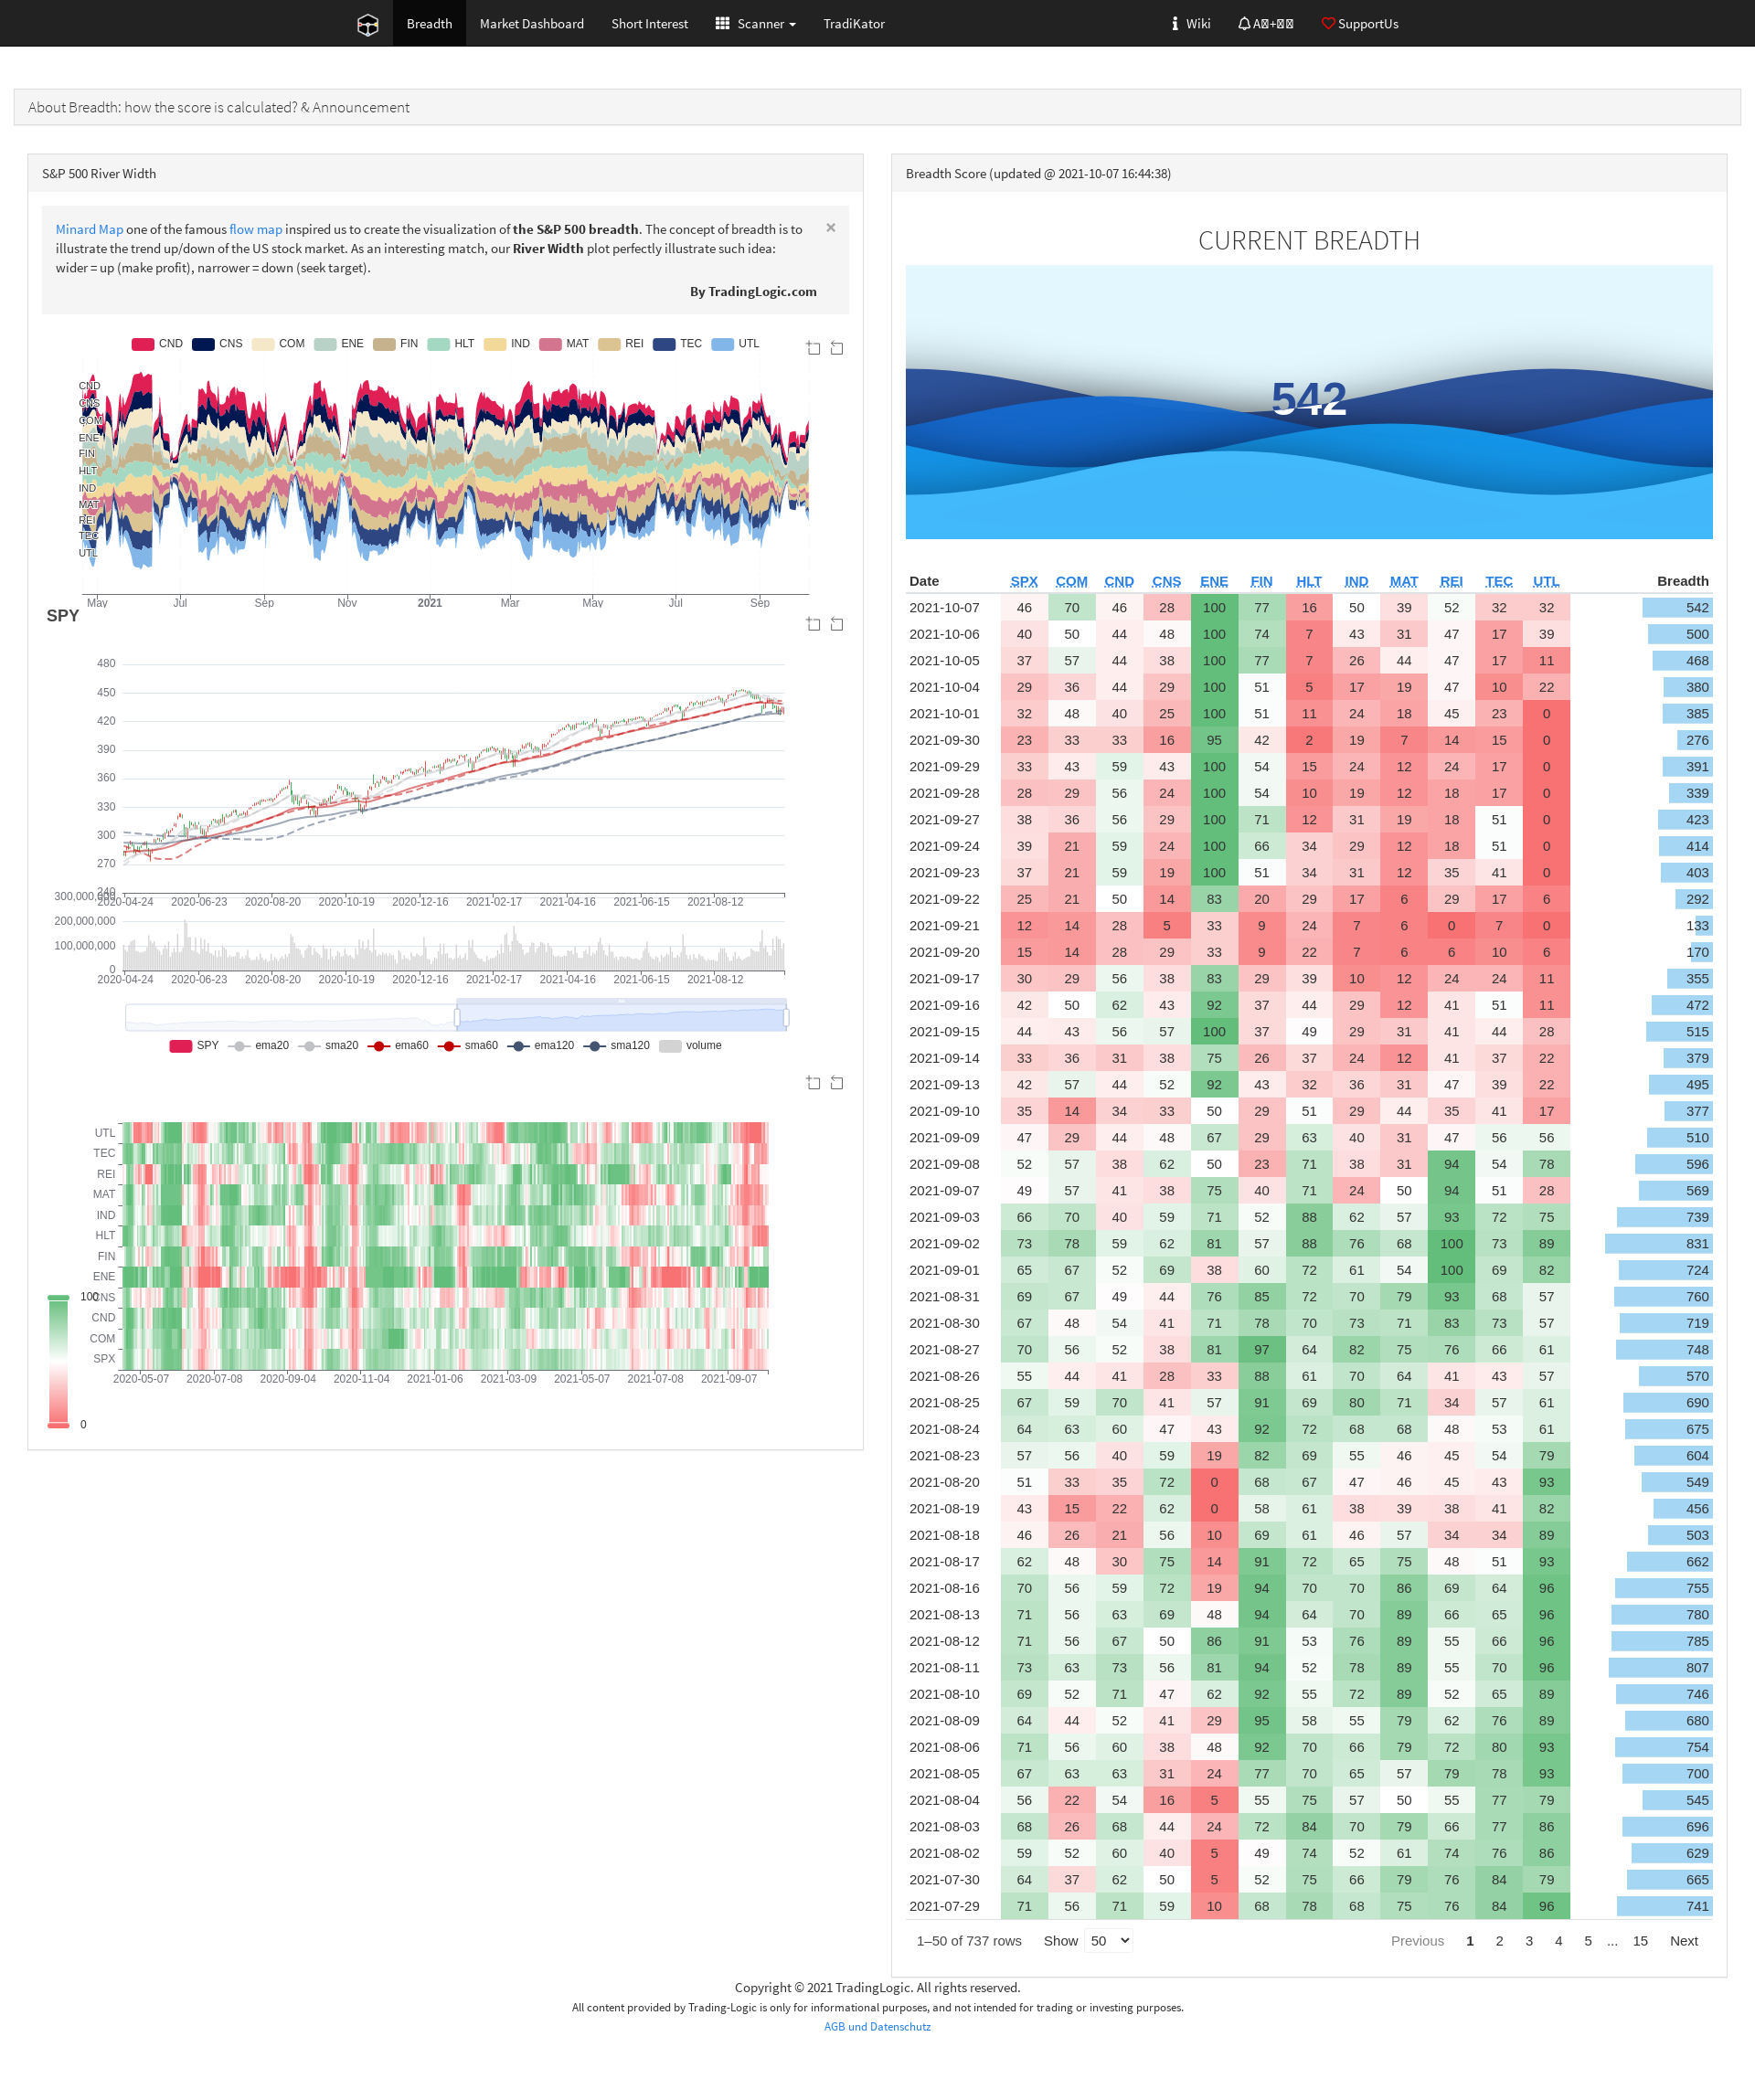 Breadth Market Dashboard Short Interest Scanner TradiKator Wiki SupportUs
About Breadth: how the score is calculated? & Announcement
S&P 500 River Width
Minard Map one of the famous flow map inspired us to create the visualization of the S&P 500 breadth. The concept of breadth is to
illustrate the trend up/down of the US stock market. As an interesting match, our River Width plot perfectly illustrate such idea:
wider = up (make profit), narrower = down (seek target).
×
By TradingLogic.com
CND CNS COM ENE FIN HLT IND MAT REI TEC UTL
CND
CNS
COM
ENE
FIN
HLT
IND
MAT
REI
TEC
UTL
May Jul Sep Nov 2021 Mar May Jul Sep
SPY
480
450
420
390
360
330
300
270
240
2020-04-24 2020-06-23 2020-08-20 2020-10-19 2020-12-16 2021-02-17 2021-04-16 2021-06-15 2021-08-12
300,000,000
200,000,000
100,000,000
0
2020-04-24 2020-06-23 2020-08-20 2020-10-19 2020-12-16 2021-02-17 2021-04-16 2021-06-15 2021-08-12
SPY ema20 sma20 ema60 sma60 ema120 sma120 volume
UTL
TEC
REI
MAT
IND
HLT
FIN
ENE
CNS
CND
COM
SPX
100
0
2020-05-07 2020-07-08 2020-09-04 2020-11-04 2021-01-06 2021-03-09 2021-05-07 2021-07-08 2021-09-07
Breadth Score (updated @ 2021-10-07 16:44:38)
CURRENT BREADTH
542
Date SPX COM CND CNS ENE FIN HLT IND MAT REI TEC UTL Breadth
2021-10-07 46 70 46 28 100 77 16 50 39 52 32 32 542
2021-10-06 40 50 44 48 100 74 7 43 31 47 17 39 500
2021-10-05 37 57 44 38 100 77 7 26 44 47 17 11 468
2021-10-04 29 36 44 29 100 51 5 17 19 47 10 22 380
2021-10-01 32 48 40 25 100 51 11 24 18 45 23 0 385
2021-09-30 23 33 33 16 95 42 2 19 7 14 15 0 276
2021-09-29 33 43 59 43 100 54 15 24 12 24 17 0 391
2021-09-28 28 29 56 24 100 54 10 19 12 18 17 0 339
2021-09-27 38 36 56 29 100 71 12 31 19 18 51 0 423
2021-09-24 39 21 59 24 100 66 34 29 12 18 51 0 414
2021-09-23 37 21 59 19 100 51 34 31 12 35 41 0 403
2021-09-22 25 21 50 14 83 20 29 17 6 29 17 6 292
2021-09-21 12 14 28 5 33 9 24 7 6 0 7 0 133
2021-09-20 15 14 28 29 33 9 22 7 6 6 10 6 170
2021-09-17 30 29 56 38 83 29 39 10 12 24 24 11 355
2021-09-16 42 50 62 43 92 37 44 29 12 41 51 11 472
2021-09-15 44 43 56 57 100 37 49 29 31 41 44 28 515
2021-09-14 33 36 31 38 75 26 37 24 12 41 37 22 379
2021-09-13 42 57 44 52 92 43 32 36 31 47 39 22 495
2021-09-10 35 14 34 33 50 29 51 29 44 35 41 17 377
2021-09-09 47 29 44 48 67 29 63 40 31 47 56 56 510
2021-09-08 52 57 38 62 50 23 71 38 31 94 54 78 596
2021-09-07 49 57 41 38 75 40 71 24 50 94 51 28 569
2021-09-03 66 70 40 59 71 52 88 62 57 93 72 75 739
2021-09-02 73 78 59 62 81 57 88 76 68 100 73 89 831
2021-09-01 65 67 52 69 38 60 72 61 54 100 69 82 724
2021-08-31 69 67 49 44 76 85 72 70 79 93 68 57 760
2021-08-30 67 48 54 41 71 78 70 73 71 83 73 57 719
2021-08-27 70 56 52 38 81 97 64 82 75 76 66 61 748
2021-08-26 55 44 41 28 33 88 61 70 64 41 43 57 570
2021-08-25 67 59 70 41 57 91 69 80 71 34 57 61 690
2021-08-24 64 63 60 47 43 92 72 68 68 48 53 61 675
2021-08-23 57 56 40 59 19 82 69 55 46 45 54 79 604
2021-08-20 51 33 35 72 0 68 67 47 46 45 43 93 549
2021-08-19 43 15 22 62 0 58 61 38 39 38 41 82 456
2021-08-18 46 26 21 56 10 69 61 46 57 34 34 89 503
2021-08-17 62 48 30 75 14 91 72 65 75 48 51 93 662
2021-08-16 70 56 59 72 19 94 70 70 86 69 64 96 755
2021-08-13 71 56 63 69 48 94 64 70 89 66 65 96 780
2021-08-12 71 56 67 50 86 91 53 76 89 55 66 96 785
2021-08-11 73 63 73 56 81 94 52 78 89 55 70 96 807
2021-08-10 69 52 71 47 62 92 55 72 89 52 65 89 746
2021-08-09 64 44 52 41 29 95 58 55 79 62 76 89 680
2021-08-06 71 56 60 38 48 92 70 66 79 72 80 93 754
2021-08-05 67 63 63 31 24 77 70 65 57 79 78 93 700
2021-08-04 56 22 54 16 5 55 75 57 50 55 77 79 545
2021-08-03 68 26 68 44 24 72 84 70 79 66 77 86 696
2021-08-02 59 52 60 40 5 49 74 52 61 74 76 86 629
2021-07-30 64 37 62 50 5 52 75 66 79 76 84 79 665
2021-07-29 71 56 71 59 10 68 78 68 75 76 84 96 741
1–50 of 737 rows Show 50 Previous 1 2 3 4 5 ... 15 Next
Copyright © 2021 TradingLogic. All rights reserved.
All content provided by Trading-Logic is only for informational purposes, and not intended for trading or investing purposes.
AGB und Datenschutz